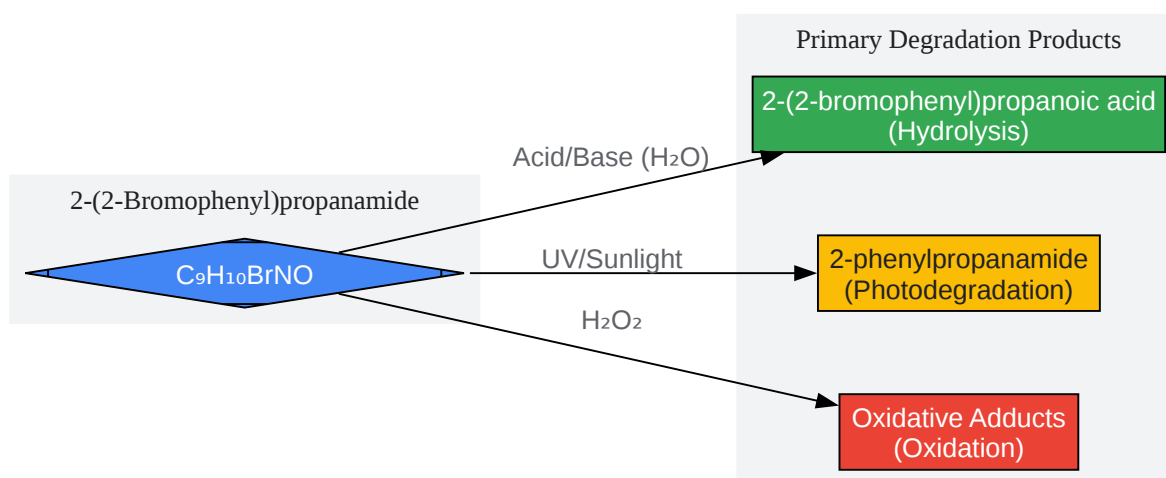 Primary Degradation Products
2-(2-bromophenyl)propanoic acid
(Hydrolysis)
Acid/Base (H₂O)
2-(2-Bromophenyl)propanamide
C₉H₁₀BrNO
UV/Sunlight
2-phenylpropanamide
(Photodegradation)
H₂O₂
Oxidative Adducts
(Oxidation)